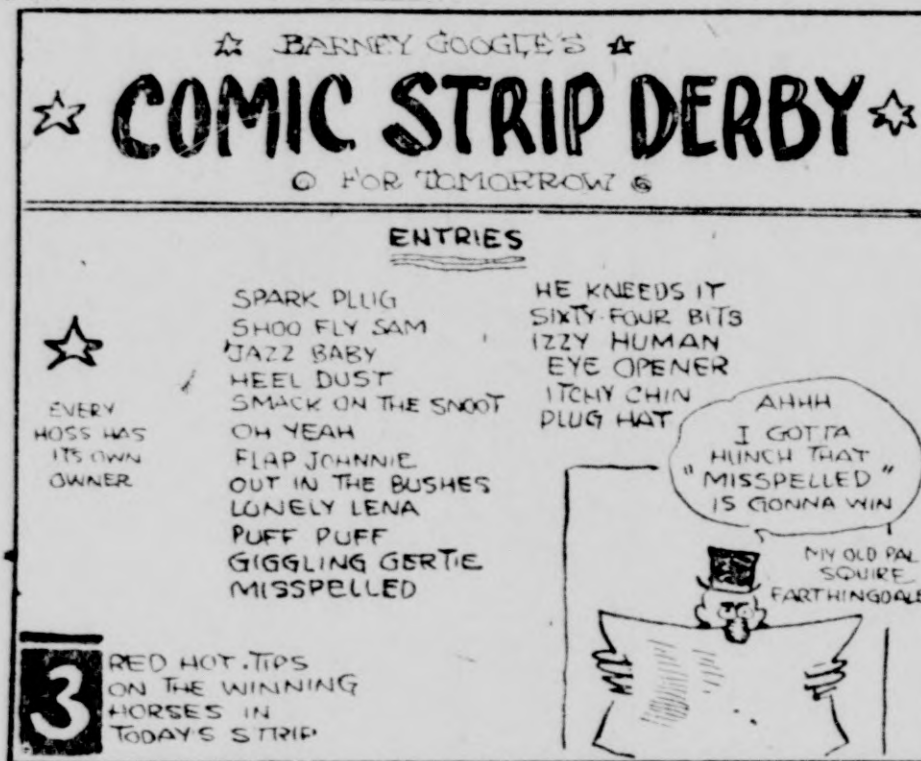 BARNEY GOOGLE'S
COMIC STRIP DERBY
FOR TOMORROW
ENTRIES
SPARK PLUG
SHOO FLY SAM
JAZZ BABY
HEEL DUST
SMACK ON THE SNOOT
OH YEAH
FLAP JOHNNIE
OUT IN THE BUSHES
LONELY LENA
PUFF PUFF
GIGGLING GERTIE
MISSPELLED
HE KNEEDS IT
SIXTY-FOUR BITS
IZZY HUMAN
EYE OPENER
ITCHY CHIN
PLUG HAT
EVERY
HOSS HAS
ITS OWN
OWNER
AHHH
I GOTTA
HUNCH THAT
"MISSPELLED"
IS GONNA WIN
MY OLD PAL
SQUIRE
FARTHINGDALE
3
RED HOT TIPS
ON THE WINNING
HORSES IN
TODAY'S STRIP